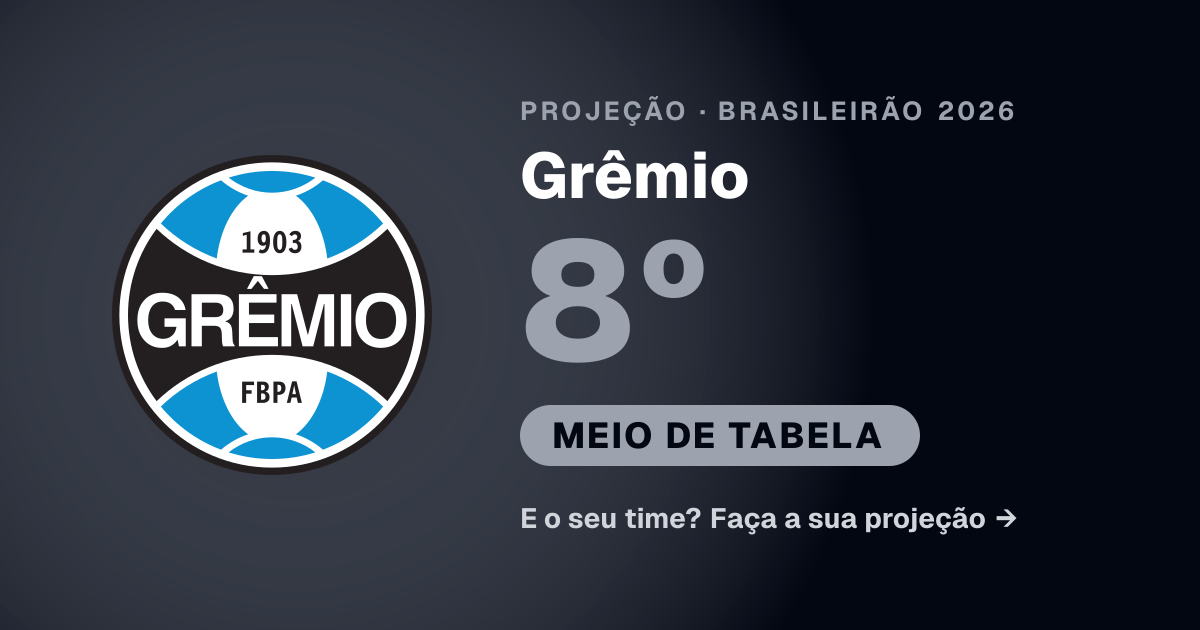 1903
GRÊMIO
FBPA
PROJEÇÃO · BRASILEIRÃO 2026
Grêmio
8º
MEIO DE TABELA
E o seu time? Faça a sua projeção →